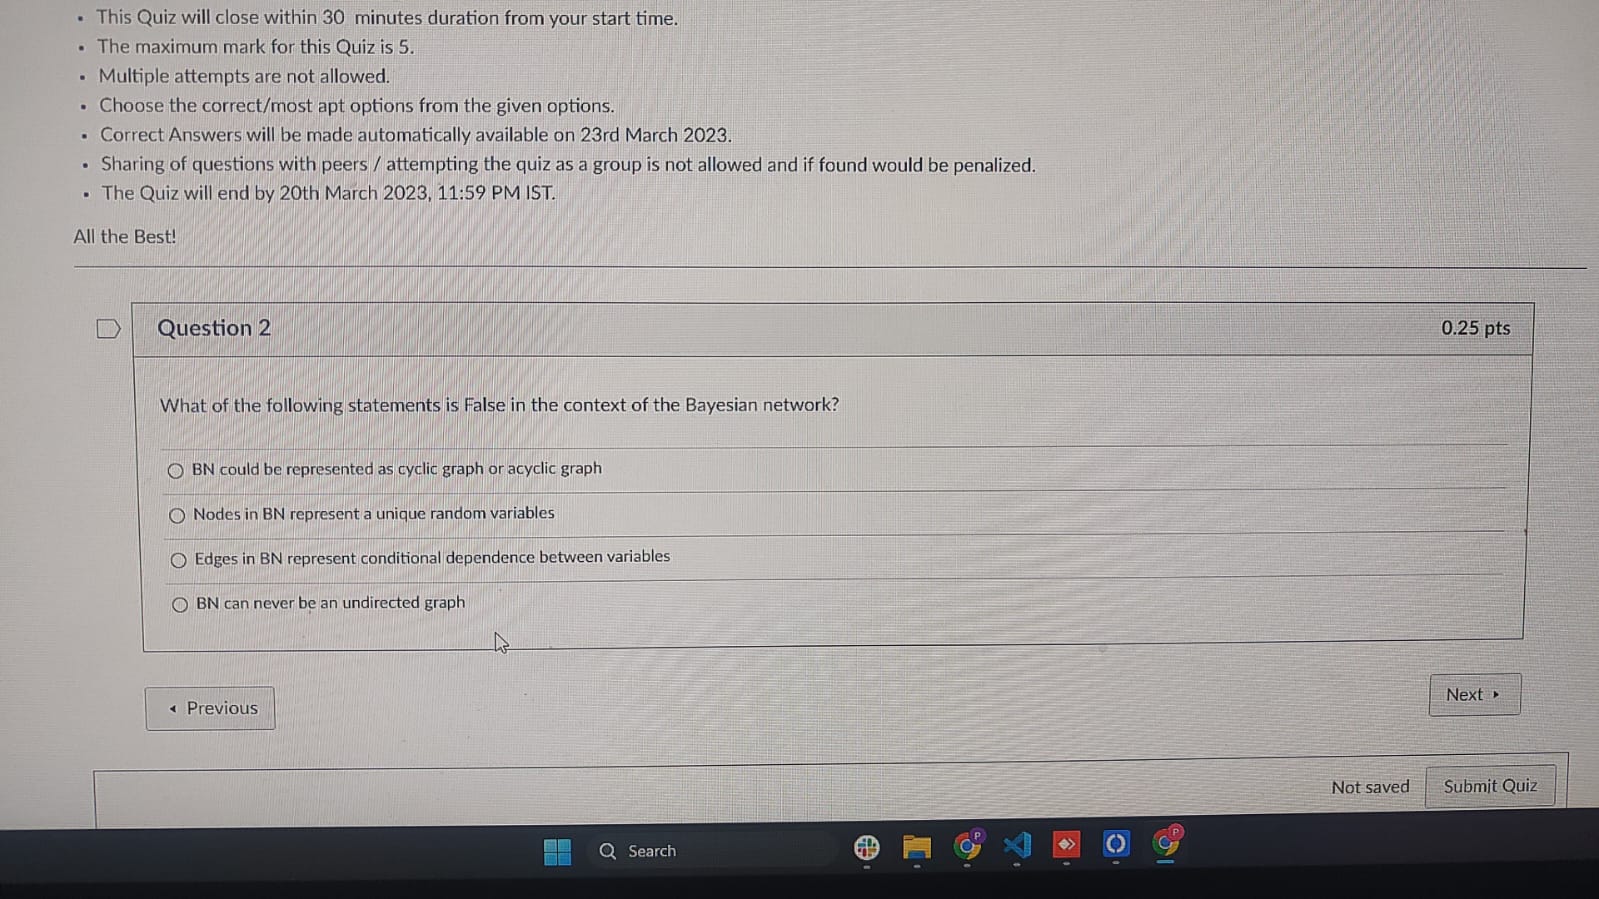 This Quiz will close within 30 minutes duration from your start time.
The maximum mark for this Quiz is 5.
Multiple attempts are not allowed.
Choose the correct/most apt options from the given options.
Correct Answers will be made automatically available on 23rd March 2023.
Sharing of questions with peers / attempting the quiz as a group is not allowed and if found would be penalized.
The Quiz will end by 20th March 2023, 11:59 PM IST.
All the Best!
Question 2 0.25 pts
What of the following statements is False in the context of the Bayesian network?
BN could be represented as cyclic graph or acyclic graph
Nodes in BN represent a unique random variables
Edges in BN represent conditional dependence between variables
BN can never be an undirected graph
Previous
Next
Not saved Submit Quiz
Search
P
P